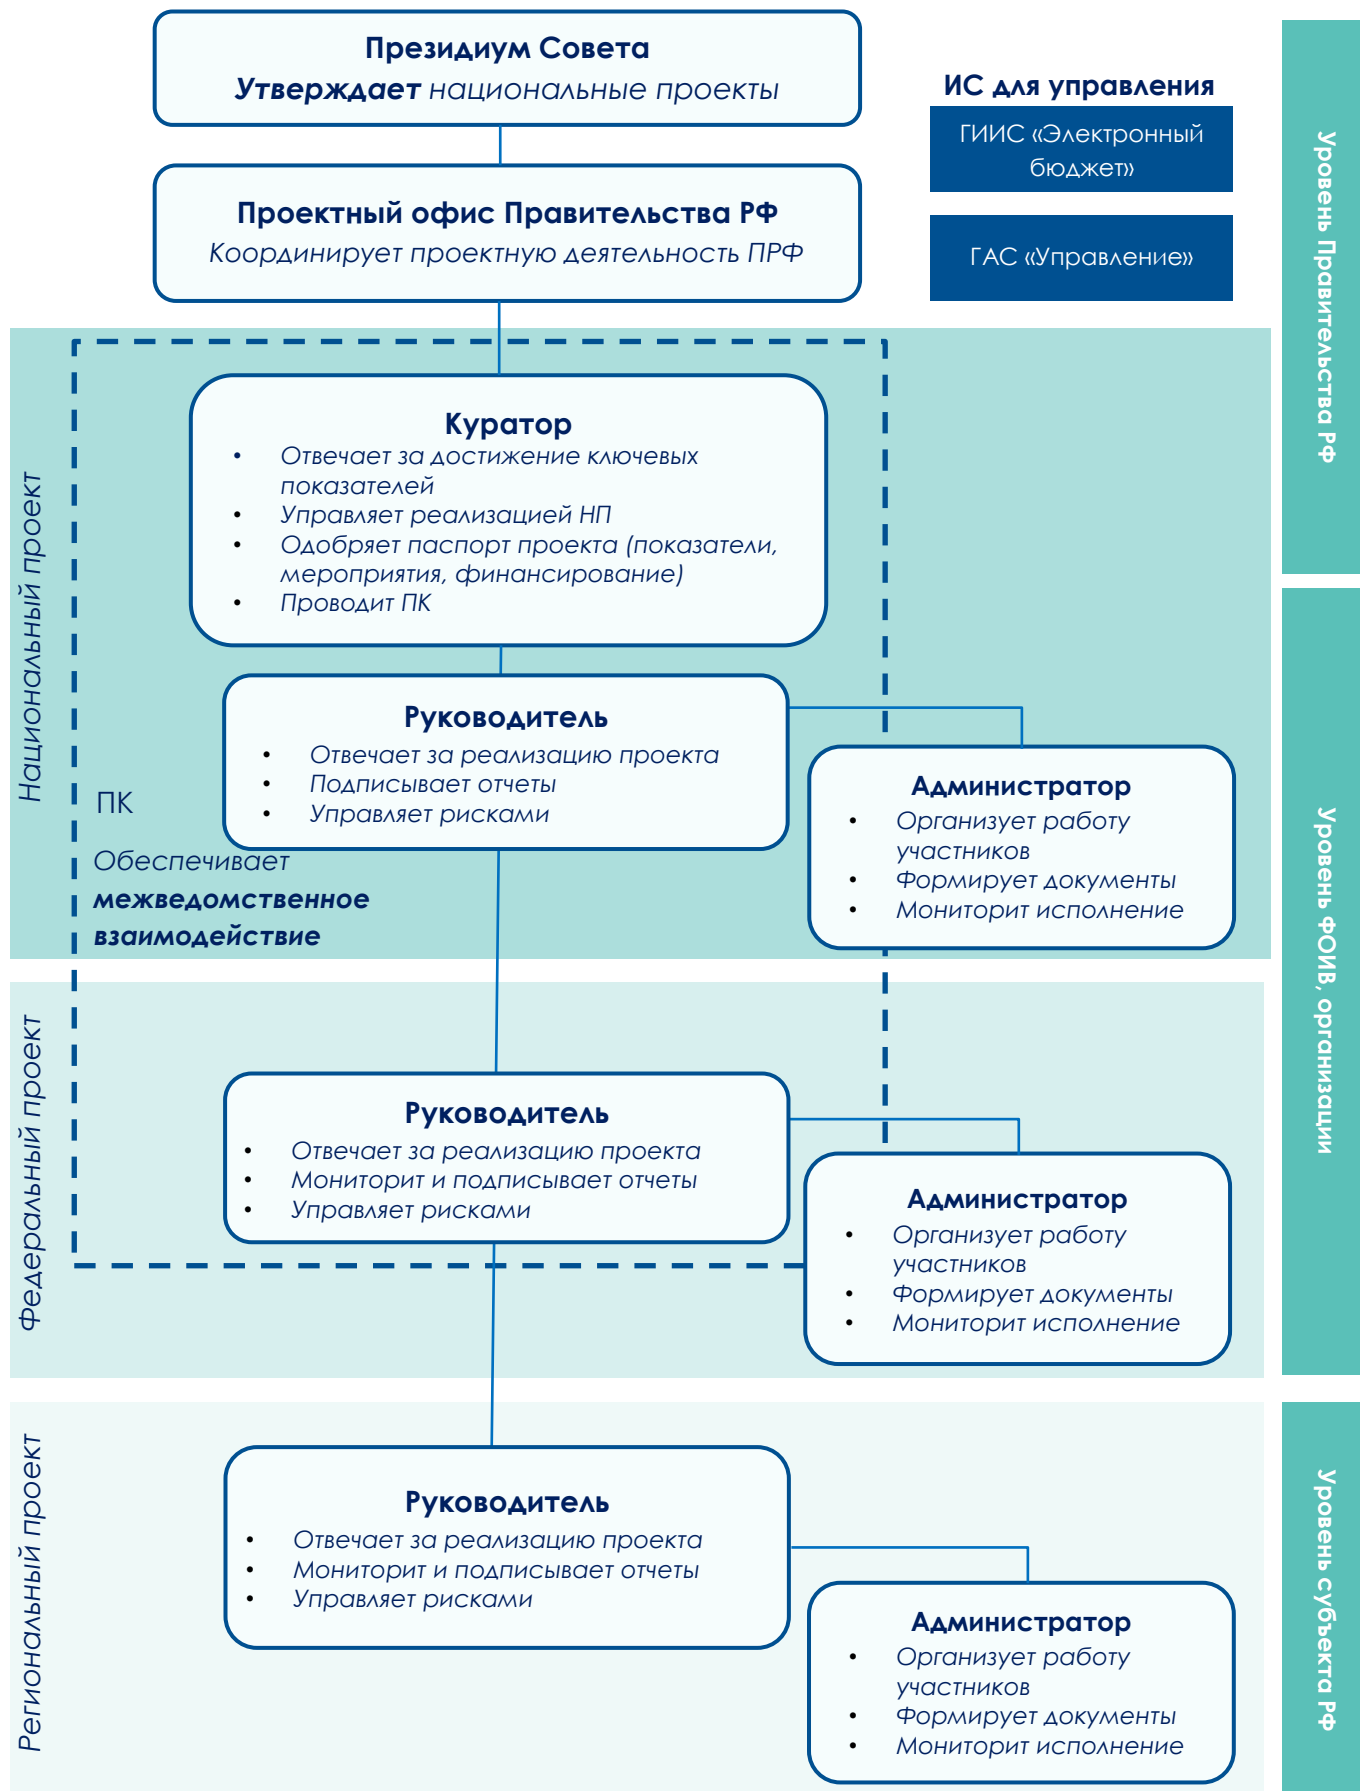 Президиум Совета
Утверждает национальные проекты
ИС для управления
ГИИС «Электронный
бюджет»
ГАС «Управление»
Проектный офис Правительства РФ
Координирует проектную деятельность ПРФ
Уровень Правительства РФ
Национальный проект
Куратор
• Отвечает за достижение ключевых
показателей
• Управляет реализацией НП
• Одобряет паспорт проекта (показатели,
мероприятия, финансирование)
• Проводит ПК
Руководитель
• Отвечает за реализацию проекта
• Подписывает отчеты
• Управляет рисками
Администратор
• Организует работу
участников
• Формирует документы
• Мониторит исполнение
ПК
Обеспечивает
межведомственное
взаимодействие
Уровень ФОИВ, организации
Федеральный проект
Руководитель
• Отвечает за реализацию проекта
• Мониторит и подписывает отчеты
• Управляет рисками
Администратор
• Организует работу
участников
• Формирует документы
• Мониторит исполнение
Региональный проект
Руководитель
• Отвечает за реализацию проекта
• Мониторит и подписывает отчеты
• Управляет рисками
Администратор
• Организует работу
участников
• Формирует документы
• Мониторит исполнение
Уровень субъекта РФ